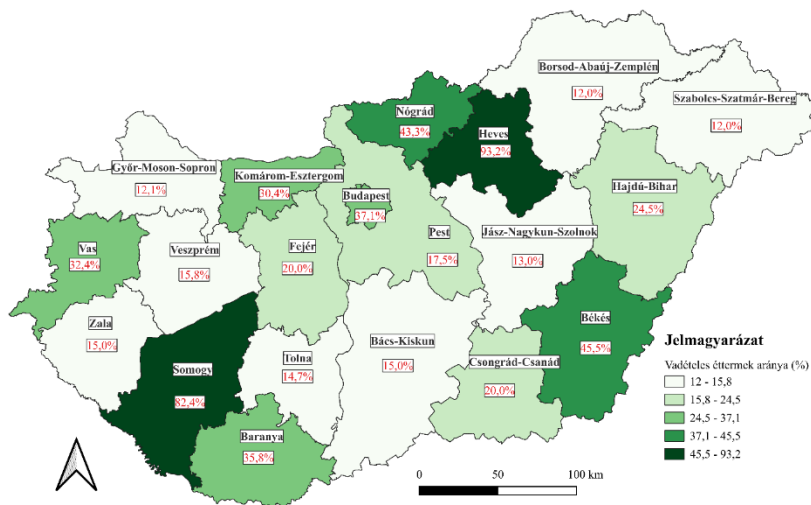 Borsod-Abaúj-Zemplén
12,0%
Szabolcs-Szatmár-Bereg
12,0%
Nógrád
43,3%
Heves
93,2%
Győr-Moson-Sopron
12,1%
Komárom-Esztergom
30,4%
Budapest
37,1%
Hajdú-Bihar
24,5%
Vas
32,4%
Veszprém
15,8%
Fejér
20,0%
Pest
17,5%
Jász-Nagykun-Szolnok
13,0%
Zala
15,0%
Somogy
82,4%
Tolna
14,7%
Bács-Kiskun
15,0%
Csongrád-Csanád
20,0%
Békés
45,5%
Baranya
35,8%
Jelmagyarázat
Vadételes éttermek aránya (%)
12 - 15,8
15,8 - 24,5
24,5 - 37,1
37,1 - 45,5
45,5 - 93,2
0 50 100 km